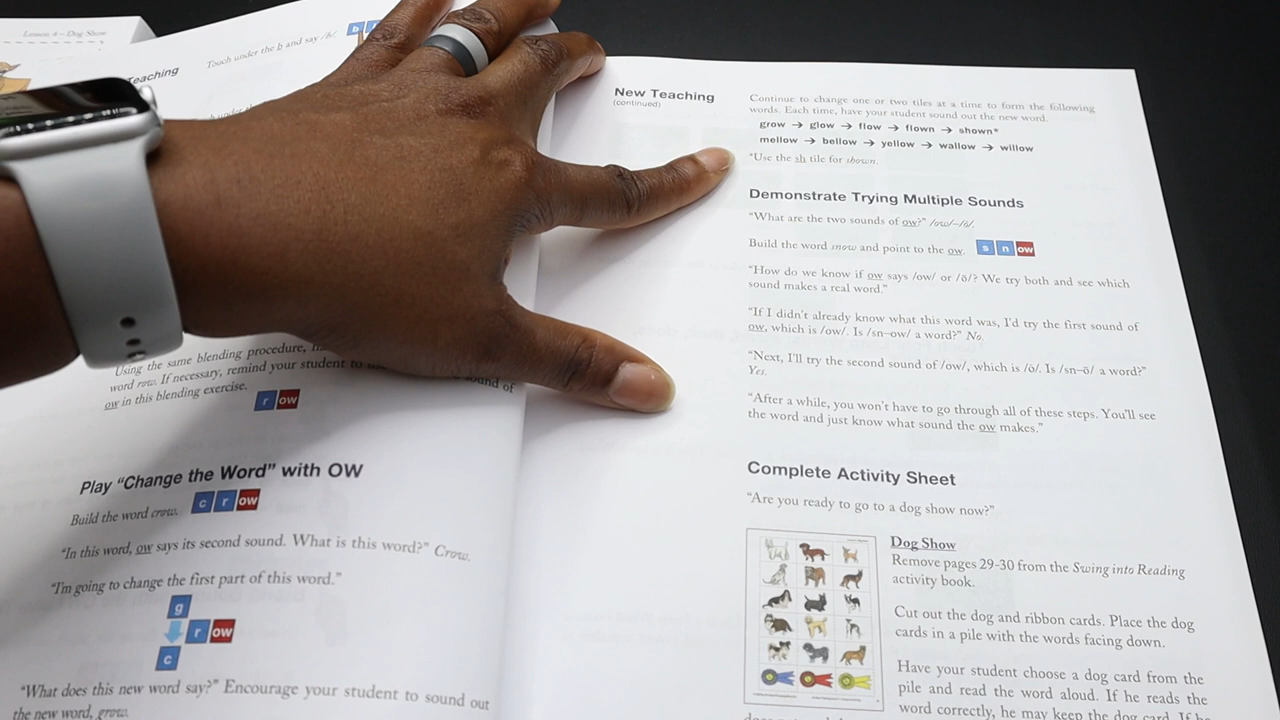 Lesson 4 – Dog Show
Touch under the b and say /b/.
b
Teaching
Using the same blending procedure,
word row. If necessary, remind your student to
sound of
ow in this blending exercise.
r ow
Play “Change the Word” with OW
Build the word crow.
c r ow
“In this word, ow says its second sound. What is this word?” Crow.
“I’m going to change the first part of this word.”
g
r ow
c
“What does this new word say?” Encourage your student to sound out
the new word, grow.
New Teaching
(continued)
Continue to change one or two tiles at a time to form the following
words. Each time, have your student sound out the new word.
grow → glow → flow → flown → shown*
mellow → bellow → yellow → wallow → willow
*Use the sh tile for shown.
Demonstrate Trying Multiple Sounds
“What are the two sounds of ow?” /ow/–/ō/.
Build the word snow and point to the ow.
s n ow
“How do we know if ow says /ow/ or /ō/? We try both and see which
sound makes a real word.”
“If I didn’t already know what this word was, I’d try the first sound of
ow, which is /ow/. Is /sn–ow/ a word?” No.
“Next, I’ll try the second sound of /ow/, which is /ō/. Is /sn–ō/ a word?”
Yes.
“After a while, you won’t have to go through all of these steps. You’ll see
the word and just know what sound the ow makes.”
Complete Activity Sheet
“Are you ready to go to a dog show now?”
Dog Show
Remove pages 29-30 from the Swing into Reading
activity book.
Cut out the dog and ribbon cards. Place the dog
cards in a pile with the words facing down.
Have your student choose a dog card from the
pile and read the word aloud. If he reads the
word correctly, he may keep the dog card. If he